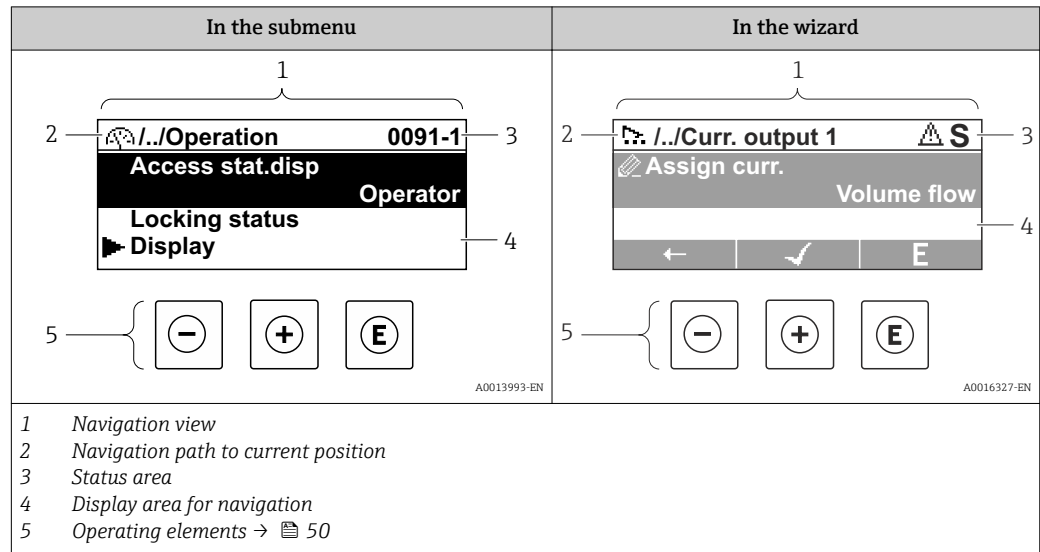 In the submenu
In the wizard
1
2
/../Operation 0091-1
3
Access stat.disp
Operator
Locking status
Display
4
5
- + E
A0013993-EN
1
2
/../Curr. output 1 S
3
Assign curr.
Volume flow
4
← ✓ E
5
- + E
A0016327-EN
1 Navigation view
2 Navigation path to current position
3 Status area
4 Display area for navigation
5 Operating elements → 50